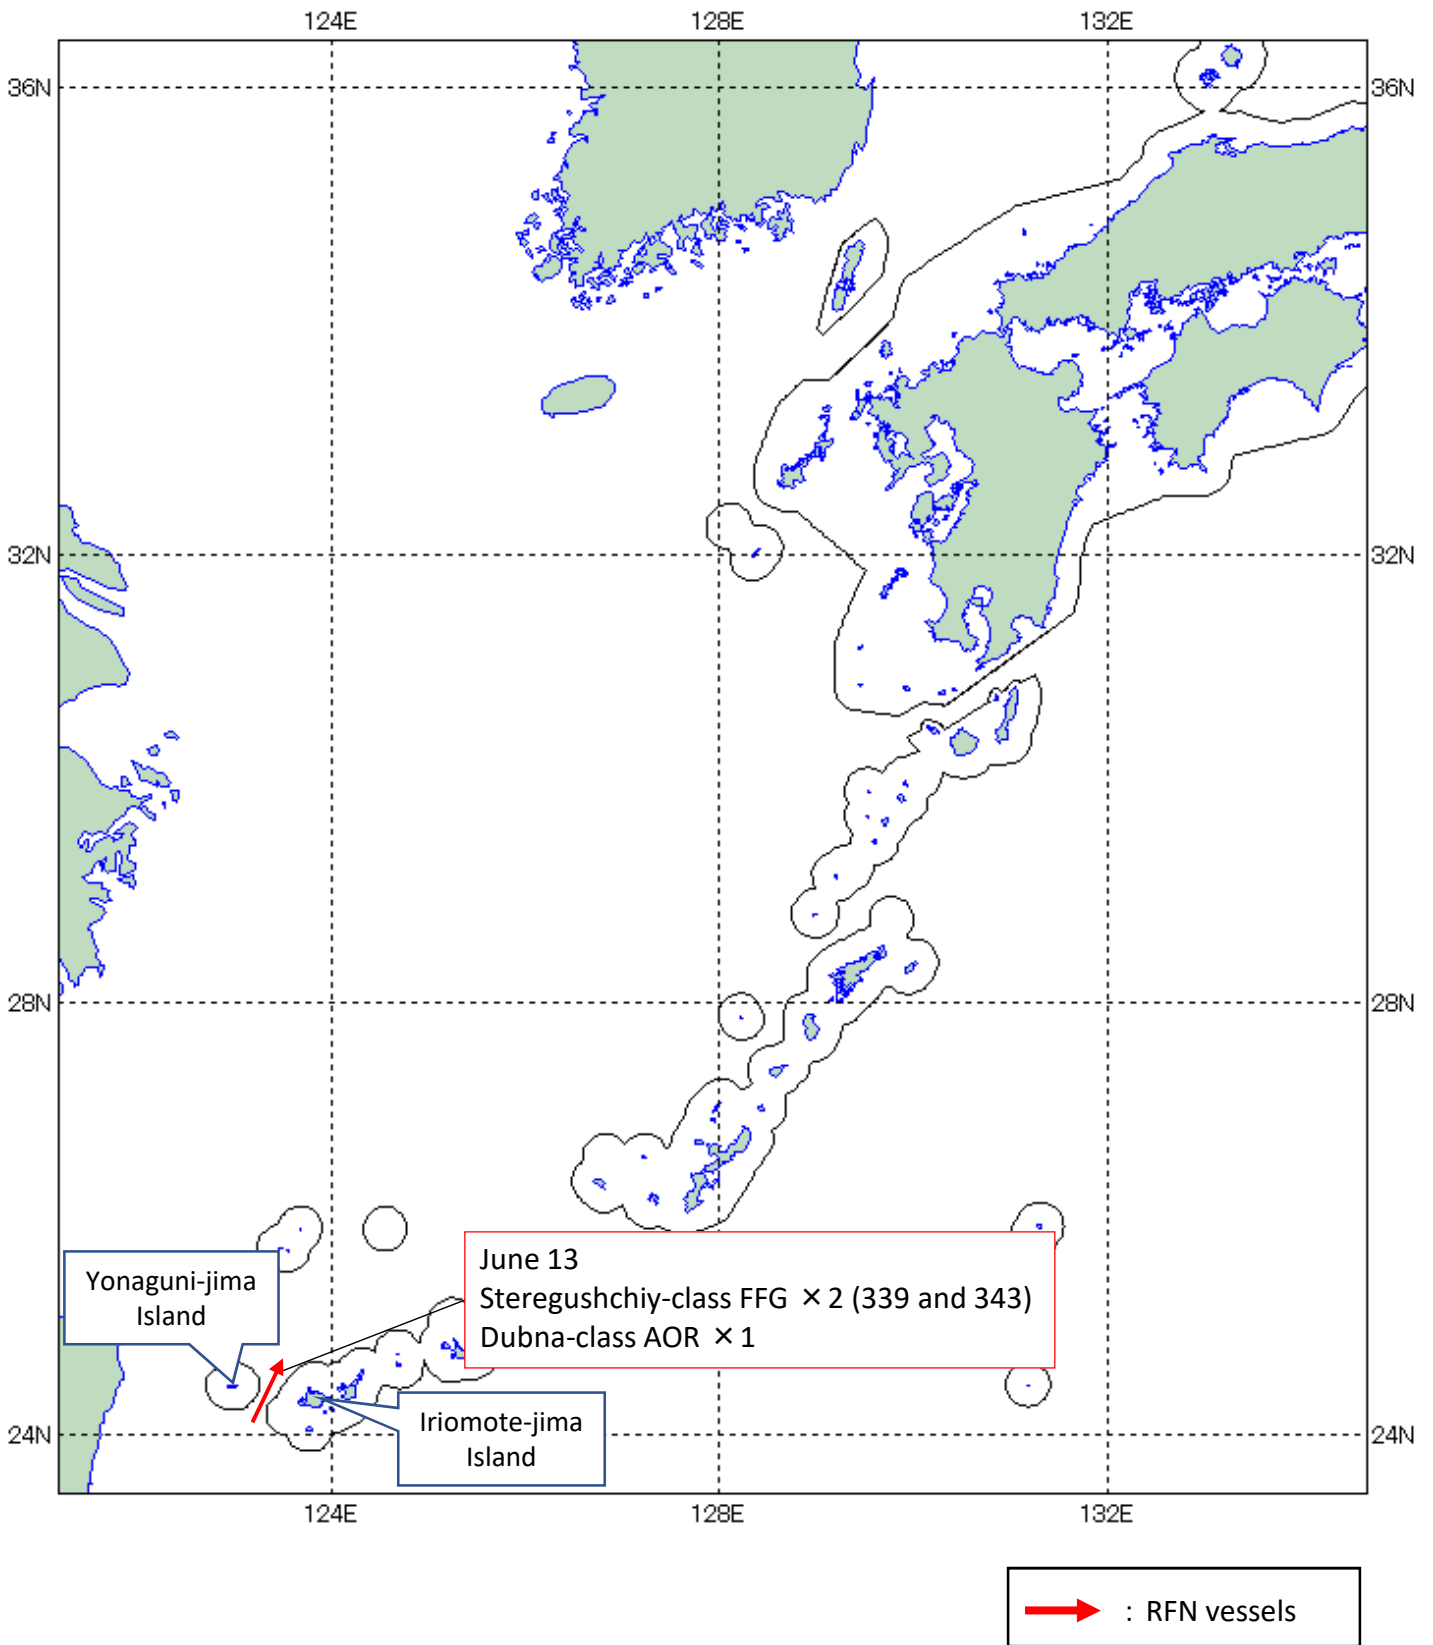 124E
128E
132E
36N
36N
32N
32N
28N
28N
June 13
Steregushchiy-class FFG ×2 (339 and 343)
Dubna-class AOR ×1
Yonaguni-jima
Island
Iriomote-jima
Island
24N
24N
124E
128E
132E
: RFN vessels